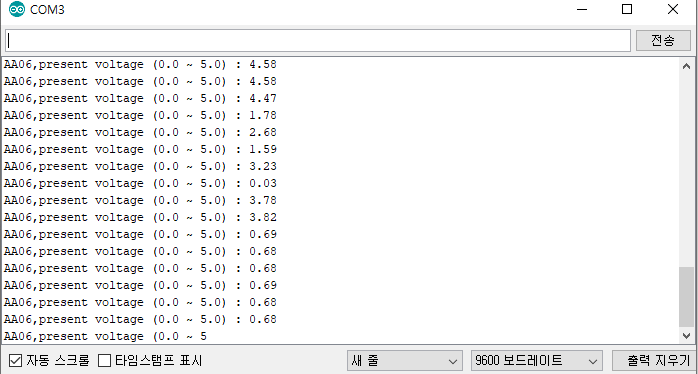 COM3
전송
AA06,present voltage (0.0 ~ 5.0) : 4.58
AA06,present voltage (0.0 ~ 5.0) : 4.58
AA06,present voltage (0.0 ~ 5.0) : 4.47
AA06,present voltage (0.0 ~ 5.0) : 1.78
AA06,present voltage (0.0 ~ 5.0) : 2.68
AA06,present voltage (0.0 ~ 5.0) : 1.59
AA06,present voltage (0.0 ~ 5.0) : 3.23
AA06,present voltage (0.0 ~ 5.0) : 0.03
AA06,present voltage (0.0 ~ 5.0) : 3.78
AA06,present voltage (0.0 ~ 5.0) : 3.82
AA06,present voltage (0.0 ~ 5.0) : 0.69
AA06,present voltage (0.0 ~ 5.0) : 0.68
AA06,present voltage (0.0 ~ 5.0) : 0.68
AA06,present voltage (0.0 ~ 5.0) : 0.69
AA06,present voltage (0.0 ~ 5.0) : 0.68
AA06,present voltage (0.0 ~ 5.0) : 0.68
AA06,present voltage (0.0 ~ 5
자동 스크롤 타임스탬프 표시 새 줄 9600 보드레이트 출력 지우기